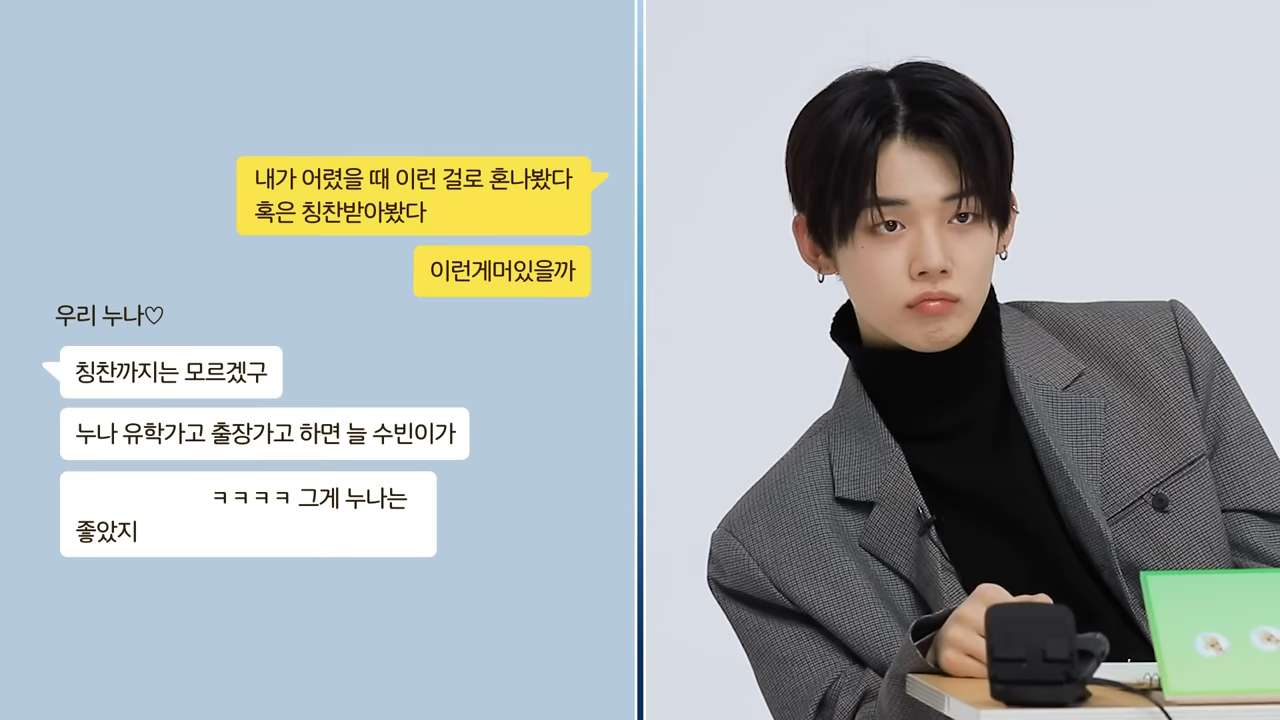 내가 어렸을 때 이런 걸로 혼나봤다
혹은 칭찬받아봤다
이런게머있을까
우리 누나♡
칭찬까지는 모르겠구
누나 유학가고 출장가고 하면 늘 수빈이가
ㅋㅋㅋㅋ 그게 누나는
좋았지